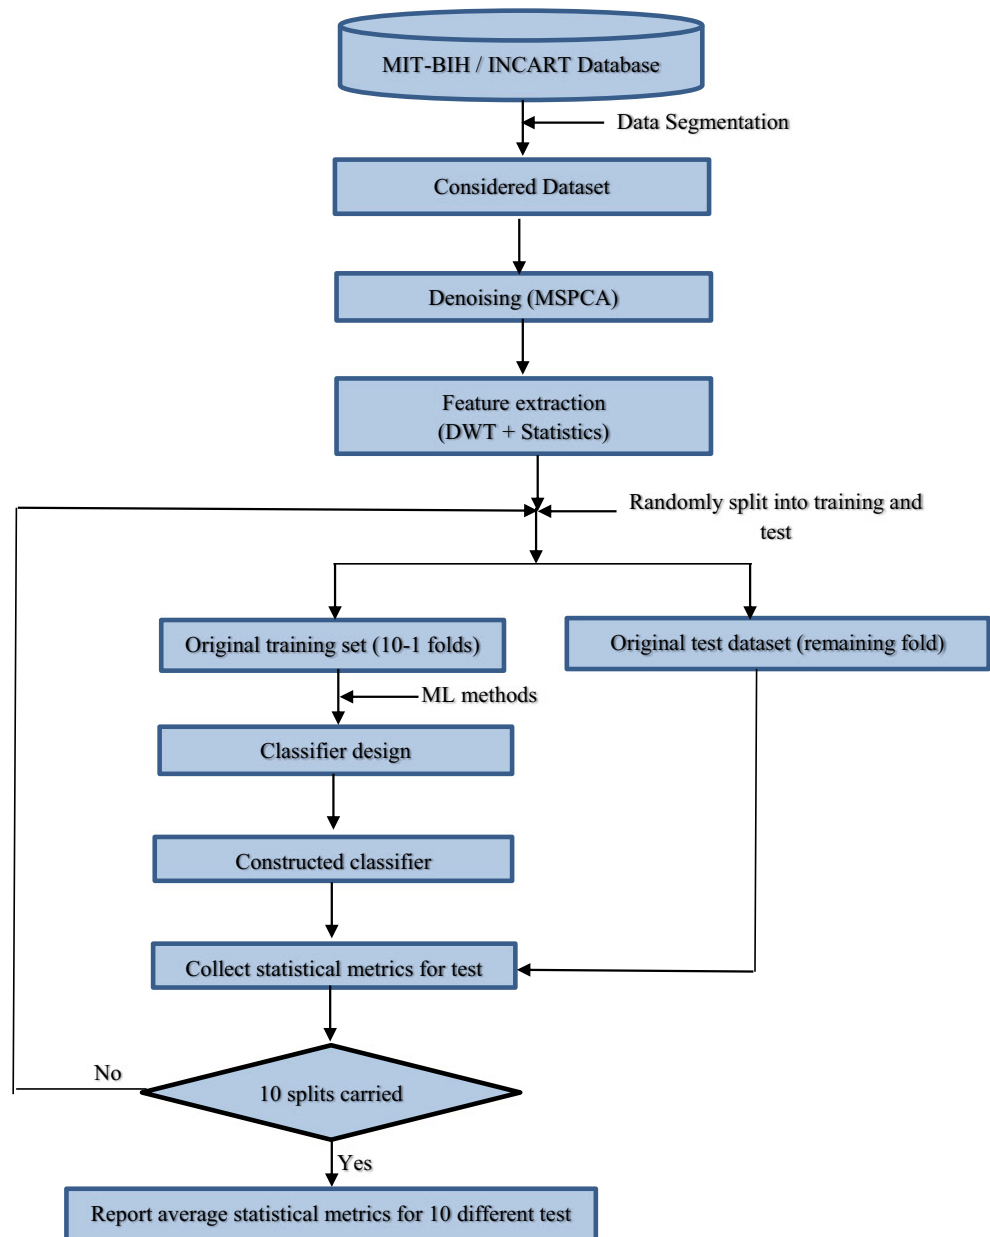 MIT-BIH / INCART Database
Data Segmentation
Considered Dataset
Denoising (MSPCA)
Feature extraction
(DWT + Statistics)
Randomly split into training and
test
Original training set (10-1 folds)
Original test dataset (remaining fold)
ML methods
Classifier design
Constructed classifier
Collect statistical metrics for test
No
10 splits carried
Yes
Report average statistical metrics for 10 different test